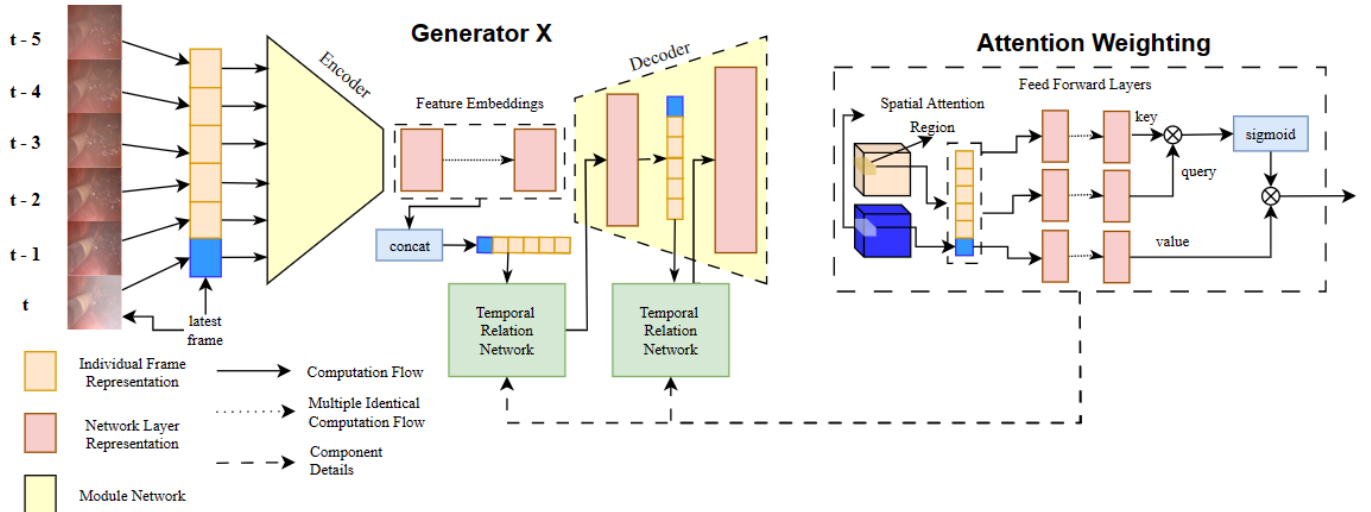 Generator X
Attention Weighting
t - 5
t - 4
t - 3
t - 2
t - 1
t
latest
frame
Encoder
Feature Embeddings
concat
Decoder
Temporal
Relation
Network
Temporal
Relation
Network
Feed Forward Layers
Spatial Attention
Region
key
query
value
sigmoid
Individual Frame
Representation
Network Layer
Representation
Module Network
Computation Flow
Multiple Identical
Computation Flow
Component
Details